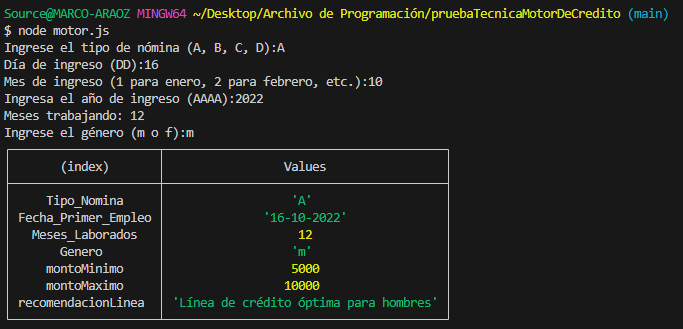 Source@MARCO-ARAOZ MINGW64 ~/Desktop/Archivo de Programación/pruebaTecnicaMotorDeCredito (main)
$ node motor.js
Ingrese el tipo de nómina (A, B, C, D):A
Día de ingreso (DD):16
Mes de ingreso (1 para enero, 2 para febrero, etc.):10
Ingresa el año de ingreso (AAAA):2022
Meses trabajando: 12
Ingrese el género (m o f):m
(index) Values
Tipo_Nomina 'A'
Fecha_Primer_Empleo '16-10-2022'
Meses_Laborados 12
Genero 'm'
montoMinimo 5000
montoMaximo 10000
recomendacionLinea 'Línea de crédito óptima para hombres'